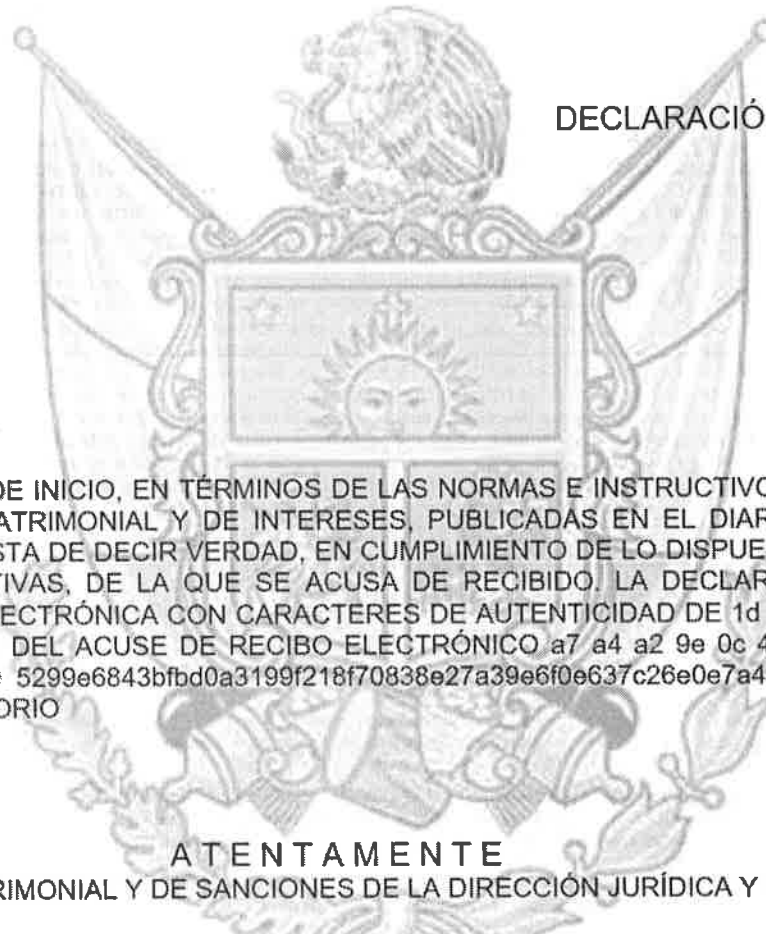 DECLARACIÓ
DE INICIO, EN TÉRMINOS DE LAS NORMAS E INSTRUCTIVO
ATRIMONIAL Y DE INTERESES, PUBLICADAS EN EL DIAR
STA DE DECIR VERDAD, EN CUMPLIMIENTO DE LO DISPUE
TIVAS, DE LA QUE SE ACUSA DE RECIBIDO. LA DECLAR
ECTRÓNICA CON CARACTERES DE AUTENTICIDAD DE 1d
DEL ACUSE DE RECIBO ELECTRÓNICO a7 a4 a2 9e 0c 4
5299e6843bfbd0a3199f218f70838e27a39e6f0e637c26e0e7a4
ORIO
ATENTAMENTE
RIMONIAL Y DE SANCIONES DE LA DIRECCIÓN JURÍDICA Y